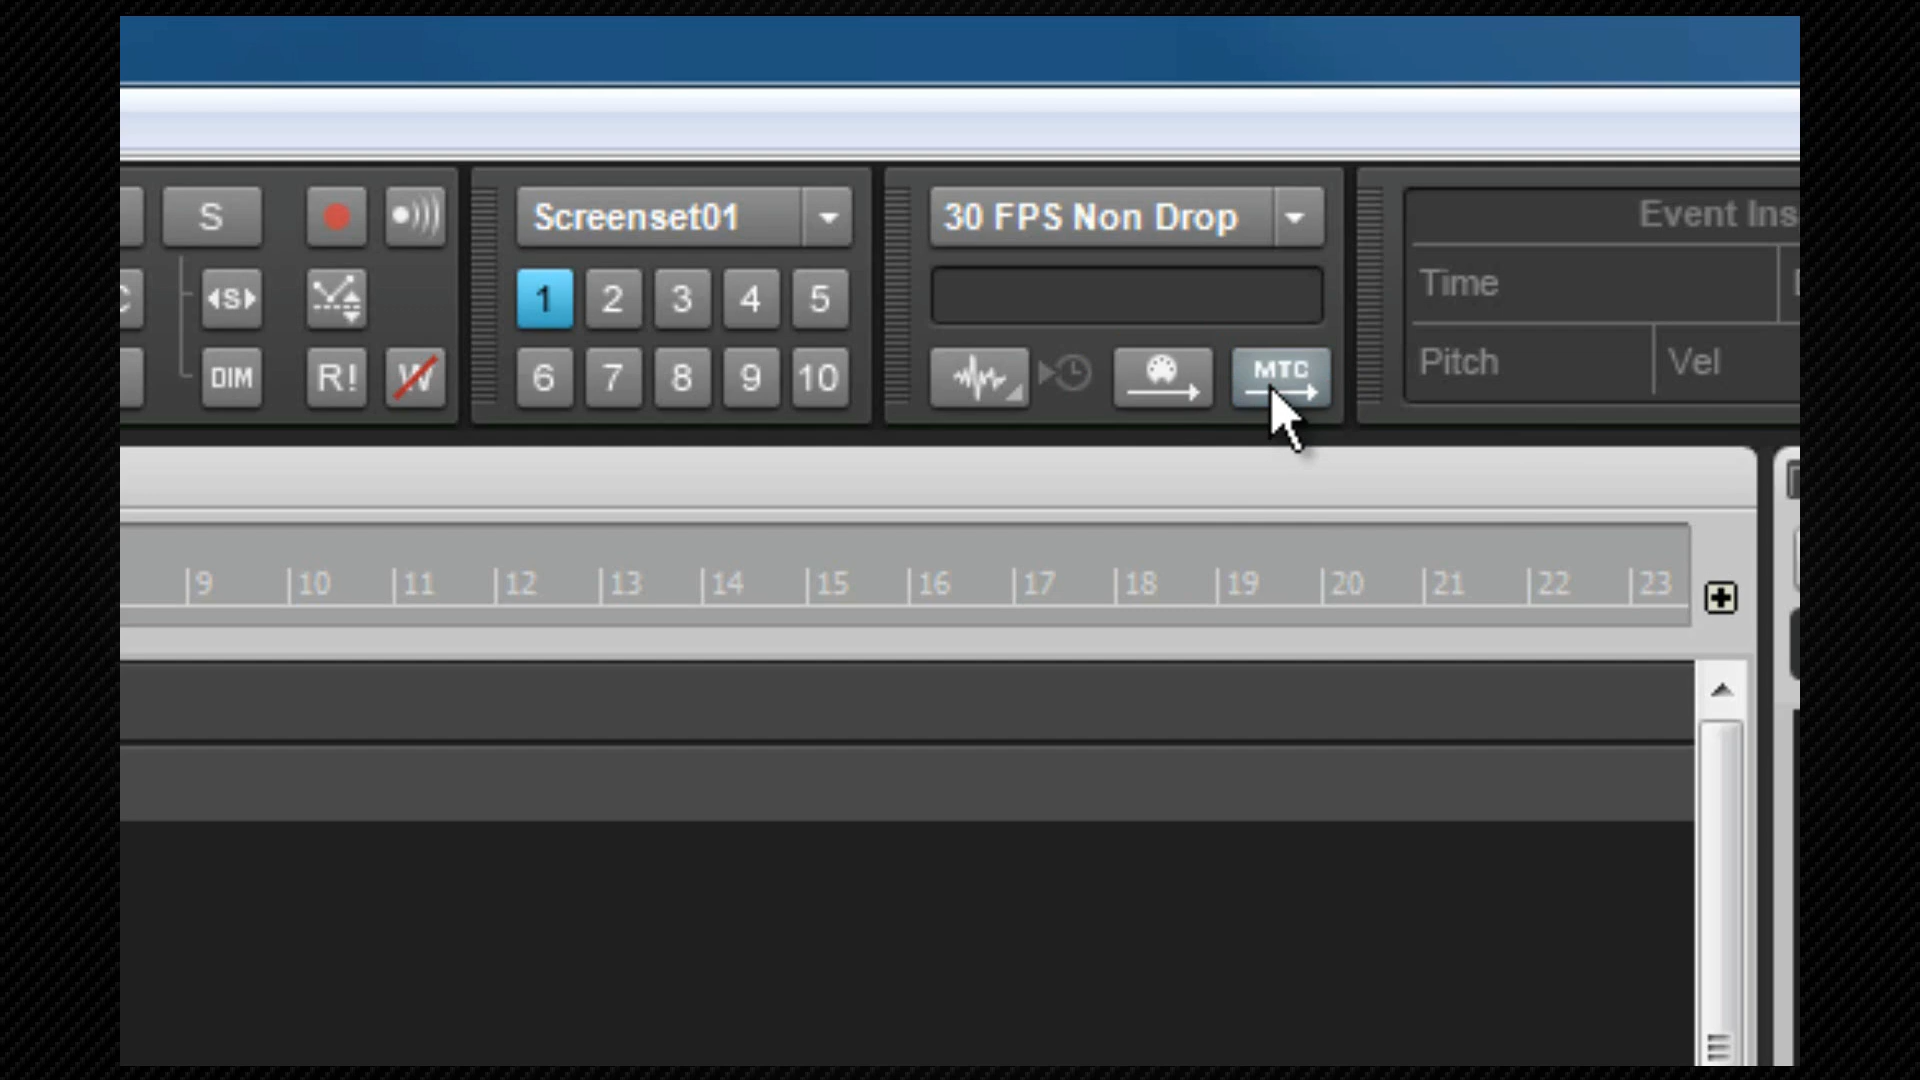 S
Screenset01
30 FPS Non Drop
Event Ins
S
1 2 3 4 5
Time
DIM
R!
W
6 7 8 9 10
MTC
Pitch
Vel
9 10 11 12 13 14 15 16 17 18 19 20 21 22 23